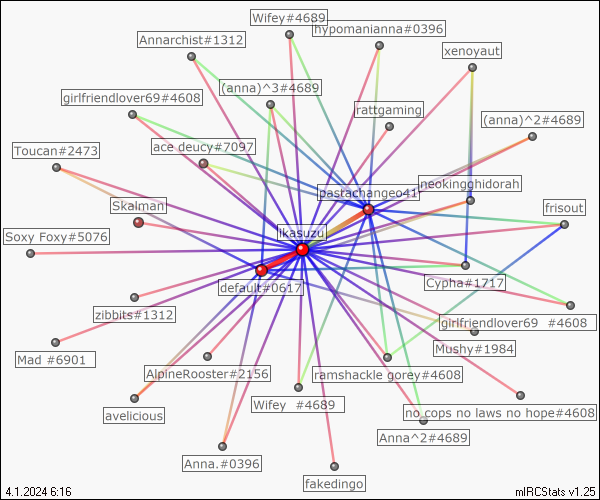 Wifey#4689
hypomanianna#0396
Annarchist#1312
xenoyaut
(anna)^3#4689
girlfriendlover69#4608
rattgaming
(anna)^2#4689
ace deucy#7097
Toucan#2473
pastachangeo41
neokingghidorah
Skalman
frisout
ikasuzu
Soxy Foxy#5076
default#0617
Cypha#1717
zibbits#1312
girlfriendlover69 #4608
Mushy#1984
Mad #6901
AlpineRooster#2156
ramshackle gorey#4608
avelicious
Wifey #4689
no cops no laws no hope#4608
Anna^2#4689
Anna.#0396
fakedingo
4.1.2024 6:16
mIRCStats v1.25